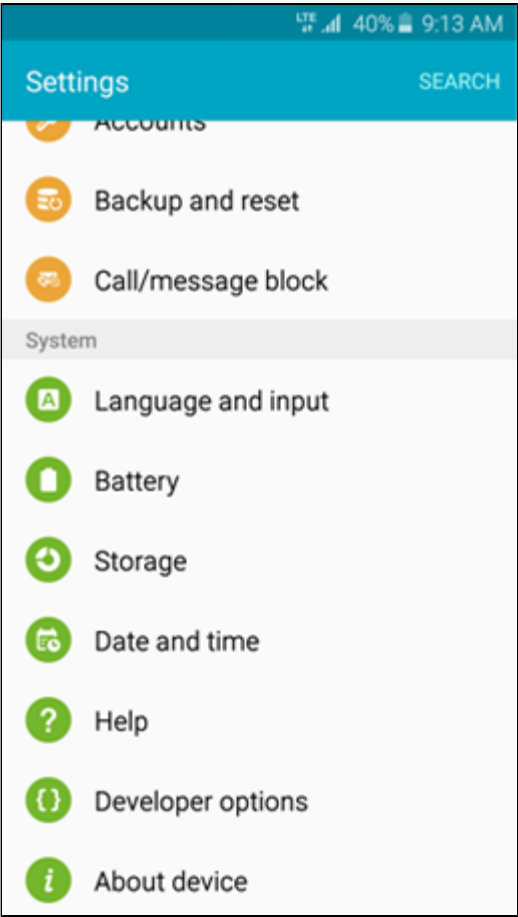 LTE 40% 9:13 AM
Settings SEARCH
Accounts
Backup and reset
Call/message block
System
A Language and input
Battery
Storage
Date and time
? Help
{} Developer options
i About device